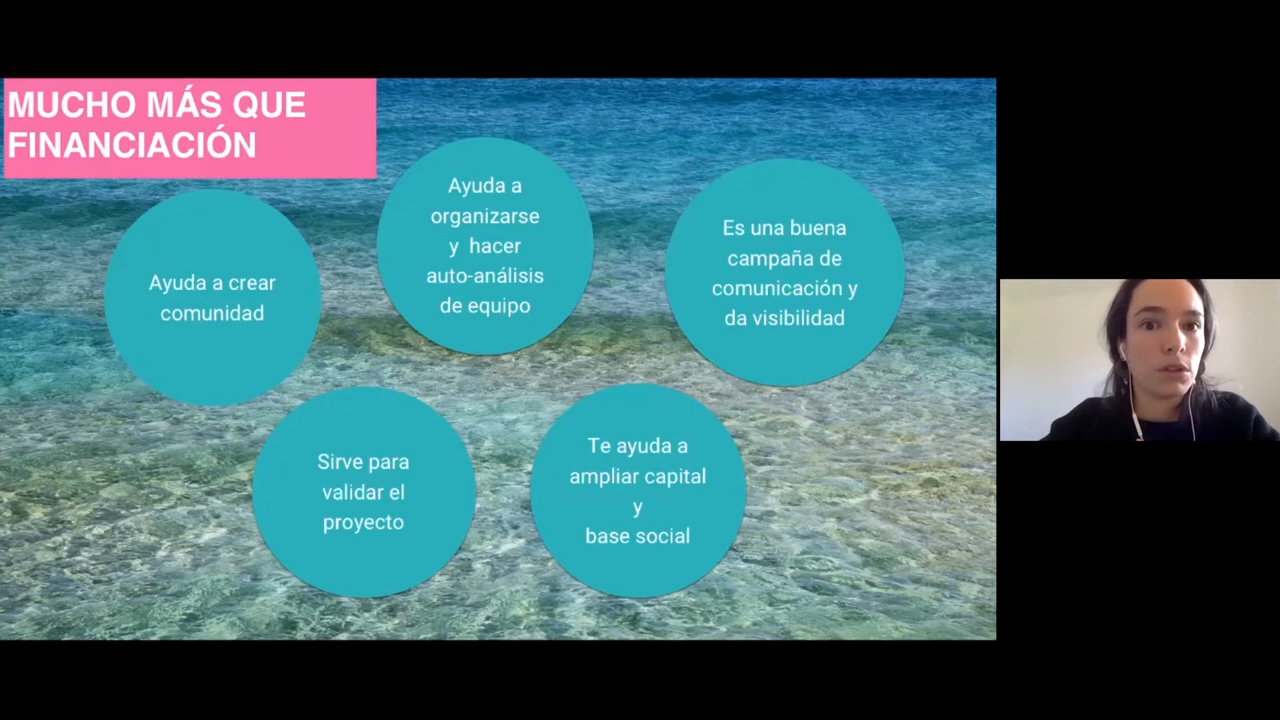 MUCHO MÁS QUE
FINANCIACIÓN
Ayuda a crear
comunidad
Ayuda a
organizarse
y hacer
auto-análisis
de equipo
Es una buena
campaña de
comunicación y
da visibilidad
Sirve para
validar el
proyecto
Te ayuda a
ampliar capital
y
base social